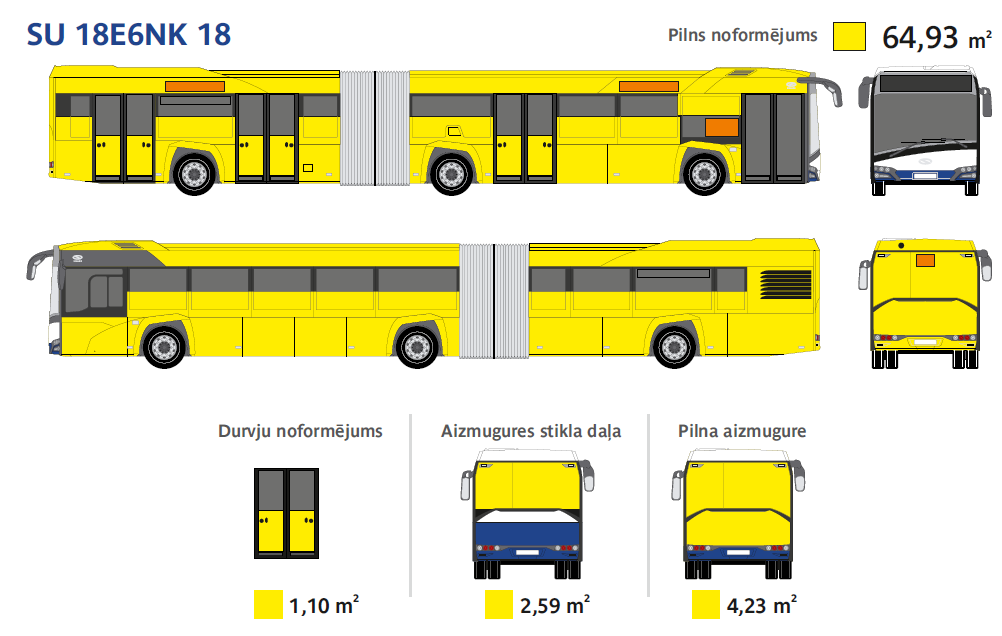 SU 18E6NK 18
Pilns noformējums 64,93 m²
Durvju noformējums
Aizmugures stikla daļa
Pilna aizmugure
1,10 m²
2,59 m²
4,23 m²